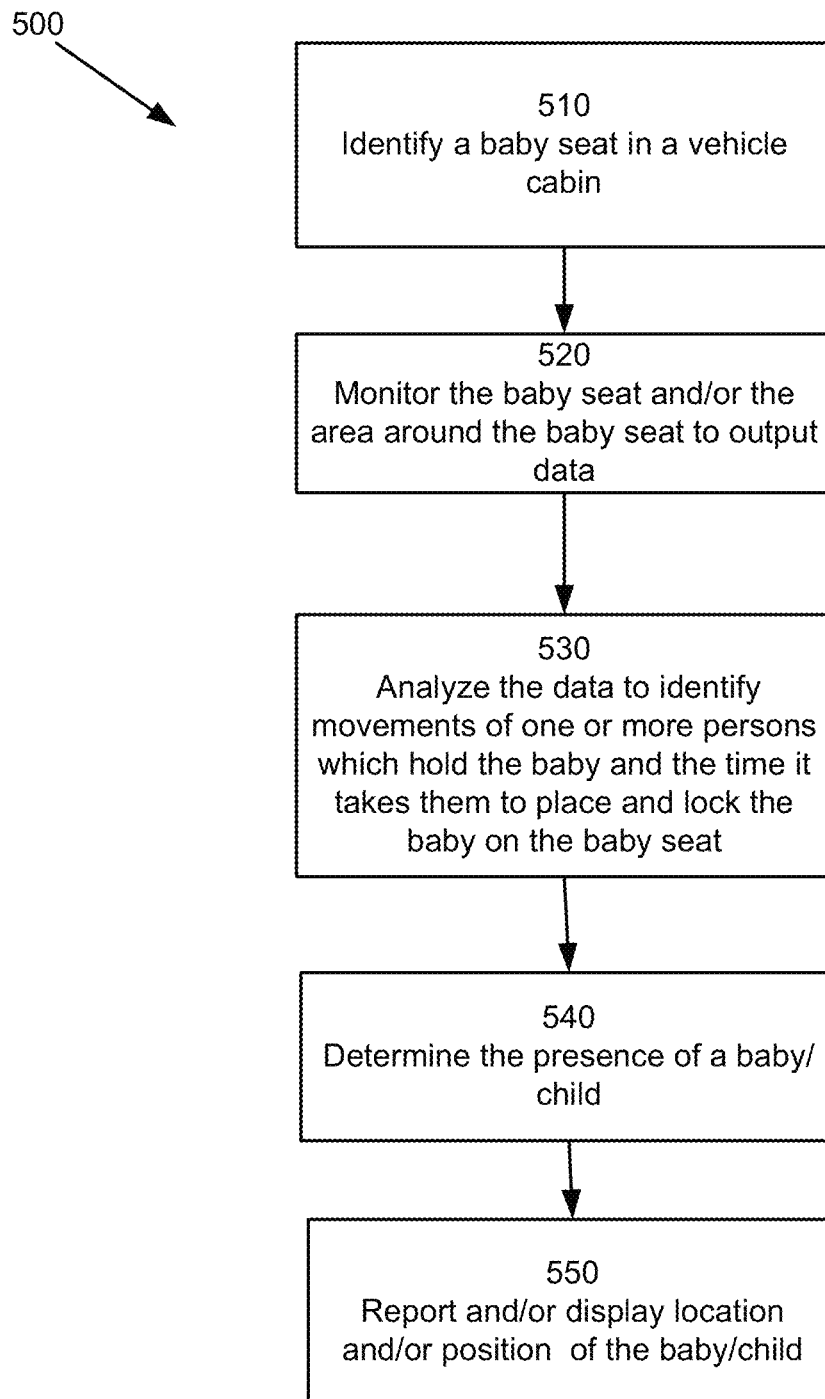 500
510
Identify a baby seat in a vehicle
cabin
520
Monitor the baby seat and/or the
area around the baby seat to output
data
530
Analyze the data to identify
movements of one or more persons
which hold the baby and the time it
takes them to place and lock the
baby on the baby seat
540
Determine the presence of a baby/
child
550
Report and/or display location
and/or position of the baby/child